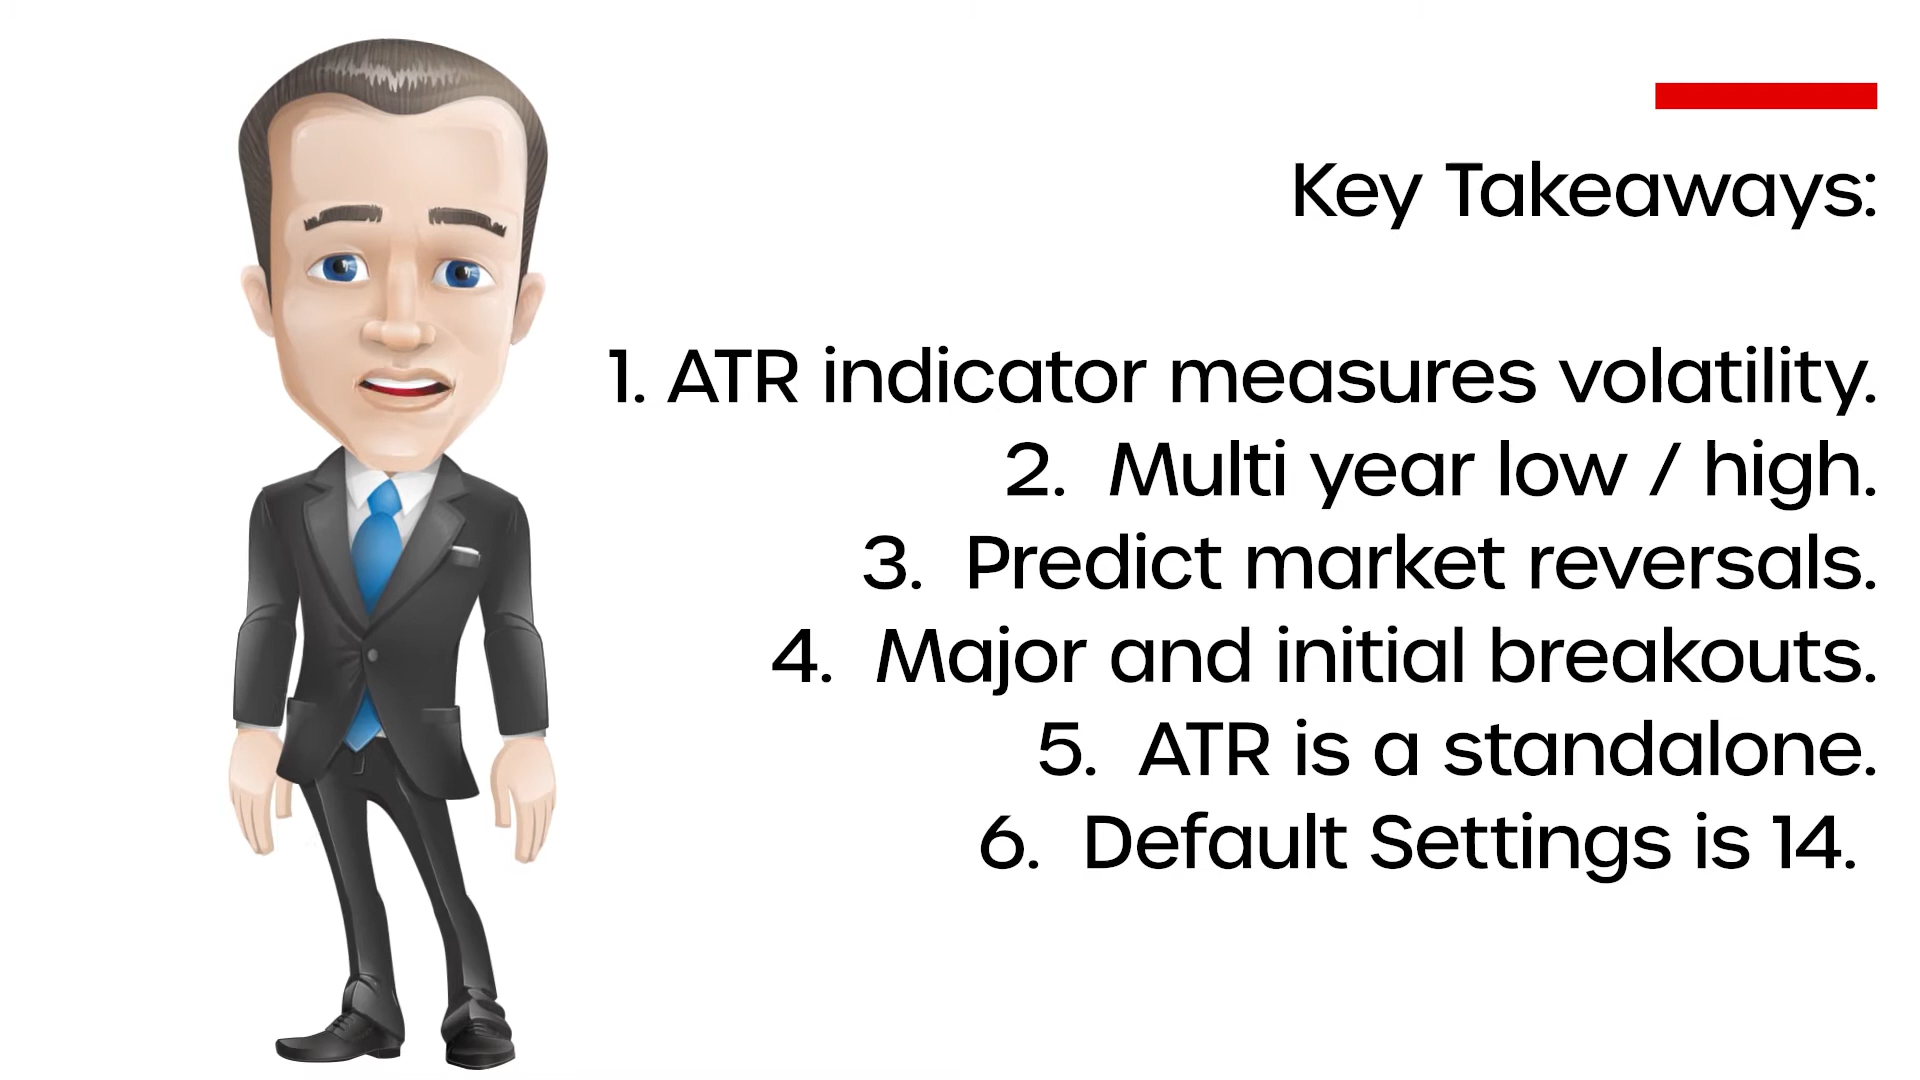 Key Takeaways:
1. ATR indicator measures volatility.
2. Multi year low / high.
3. Predict market reversals.
4. Major and initial breakouts.
5. ATR is a standalone.
6. Default Settings is 14.